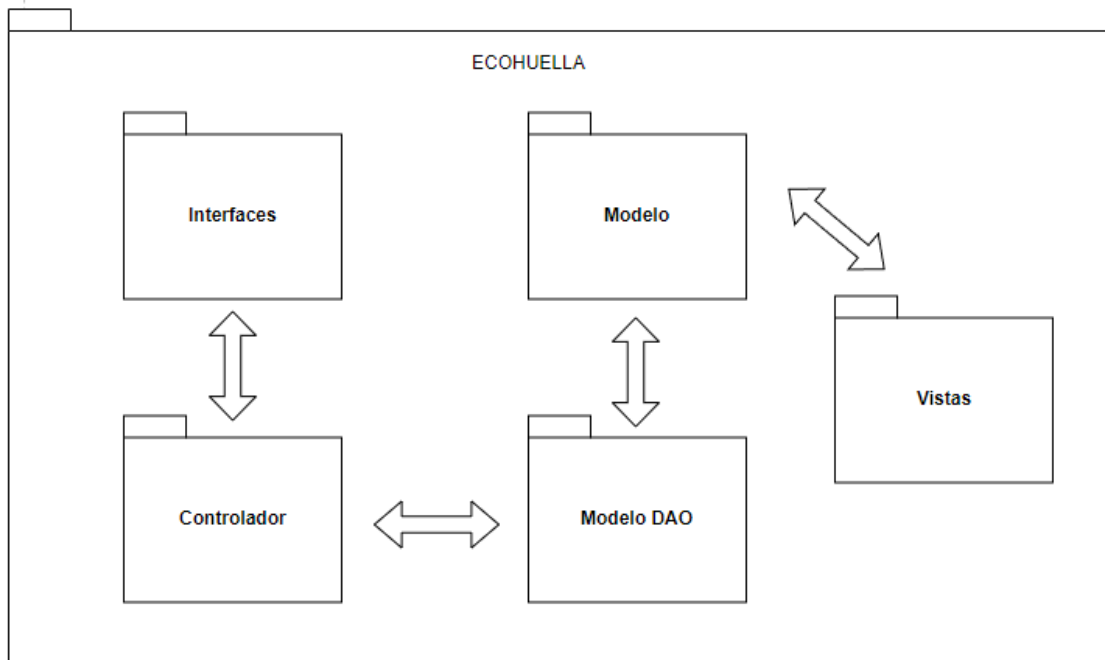 ECOHUELLA
Interfaces
Modelo
Vistas
Controlador
Modelo DAO